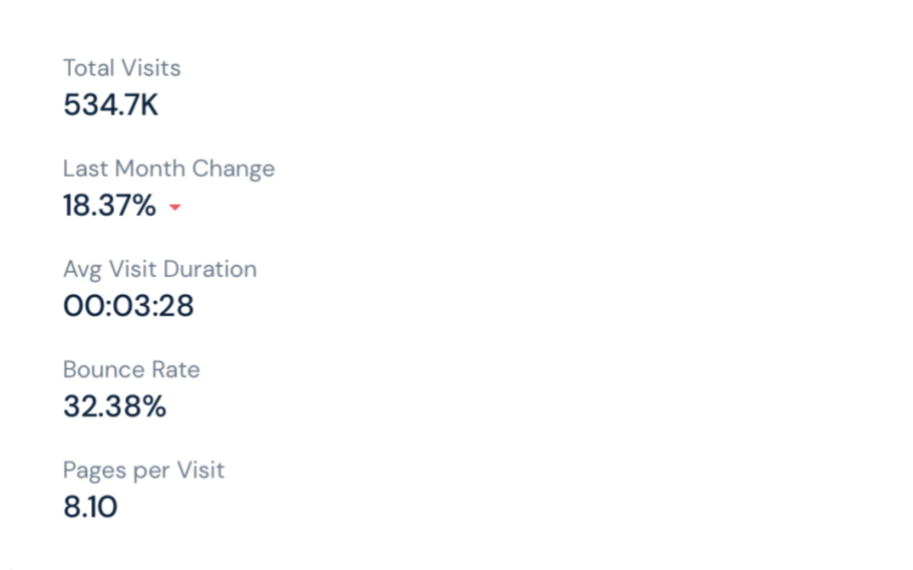 Total Visits
534.7K
Last Month Change
18.37%
Avg Visit Duration
00:03:28
Bounce Rate
32.38%
Pages per Visit
8.10